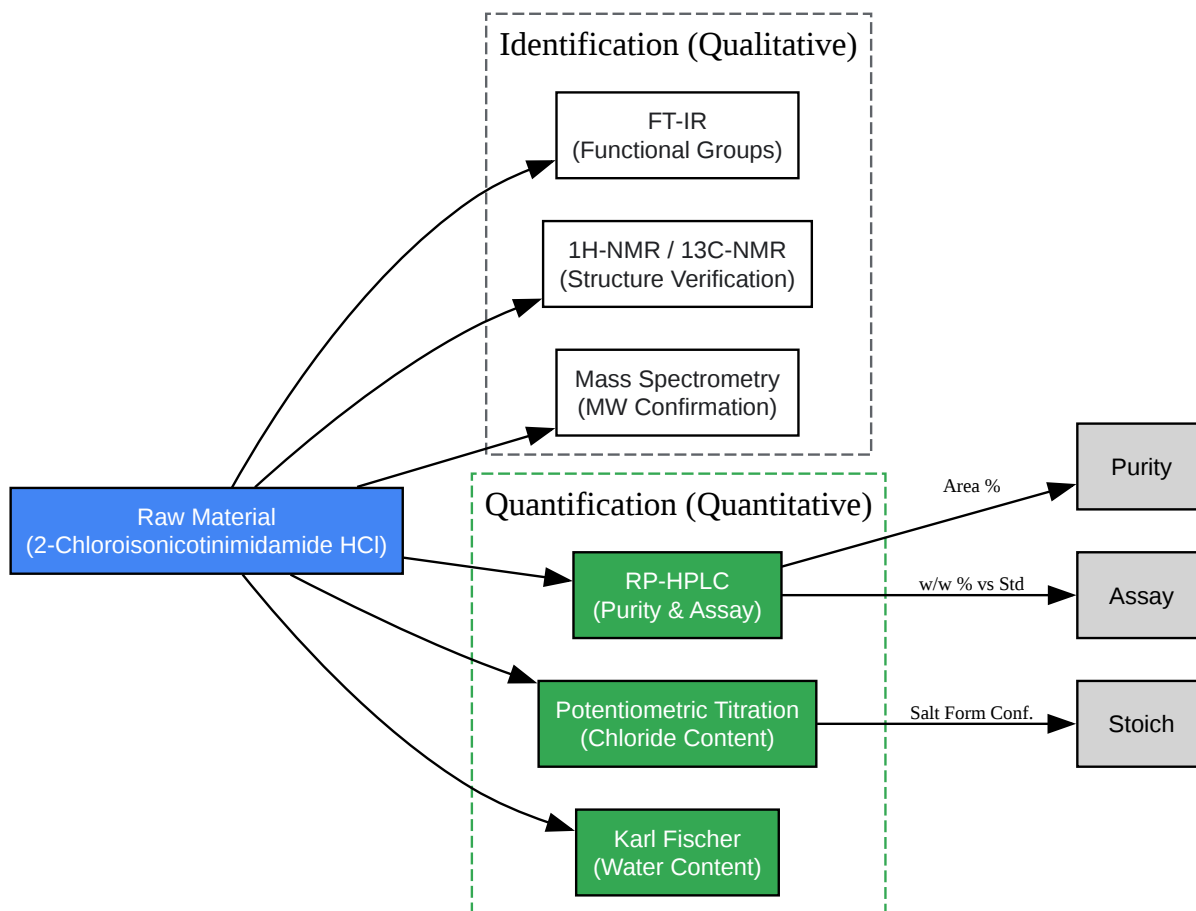 Identification (Qualitative)
FT-IR
(Functional Groups)
1H-NMR / 13C-NMR
(Structure Verification)
Mass Spectrometry
(MW Confirmation)
Raw Material
(2-Chloroisonicotinimidamide HCl)
Quantification (Quantitative)
RP-HPLC
(Purity & Assay)
Potentiometric Titration
(Chloride Content)
Karl Fischer
(Water Content)
Area %
Purity
w/w % vs Std
Assay
Salt Form Conf.
Stoich